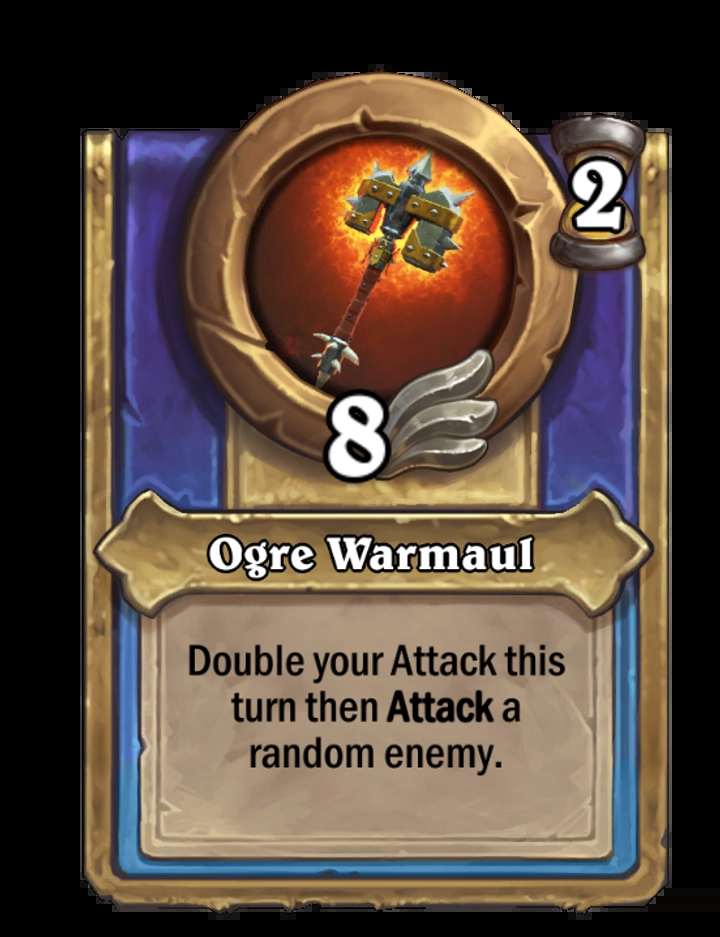 2
8
Ogre Warmaul
Double your Attack this
turn then Attack a
random enemy.